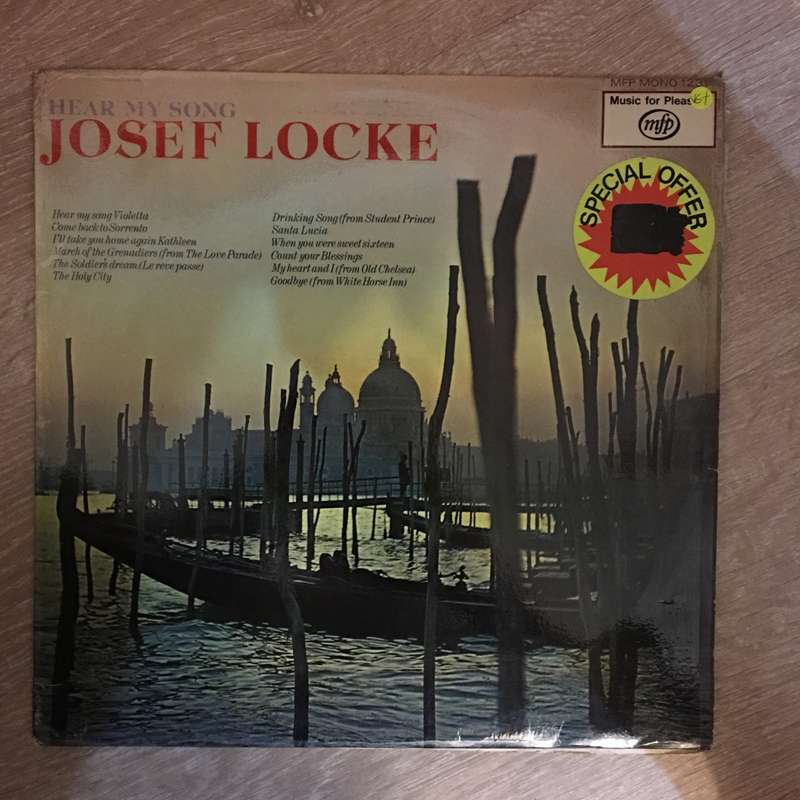 HEAR MY SONG
JOSEF LOCKE
MFP MONO
Music for
mfp
SPECIAL OFFER
Hear my song Violetta
Come back to Sorrento
I'll take you home again Kathleen
March of the Grenadiers (from The Love Parade)
The Soldier's dream (Le reve passe)
The Holy City
Drinking Song (from Student Prince)
Santa Lucia
When you were sweet sixteen
Count your Blessings
My heart and I (from Old Chelsea)
Goodbye (from White Horse Inn)